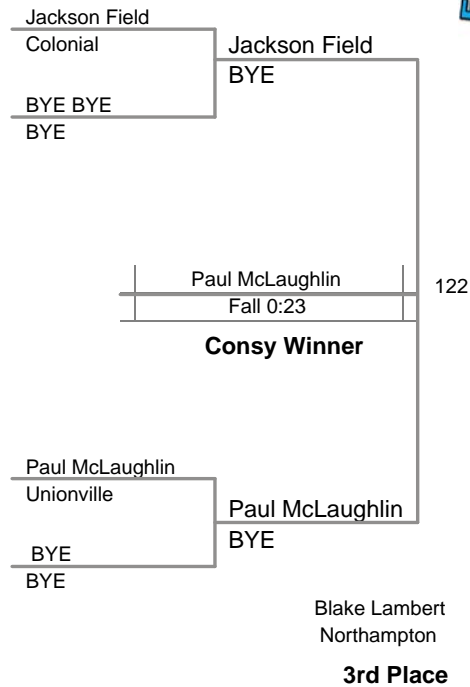 Jackson Field
Colonial
Jackson Field
BYE
BYE BYE
BYE
Paul McLaughlin
122
Fall 0:23
Consy Winner
Paul McLaughlin
Unionville
Paul McLaughlin
BYE
BYE
BYE
Blake Lambert
Northampton
3rd Place